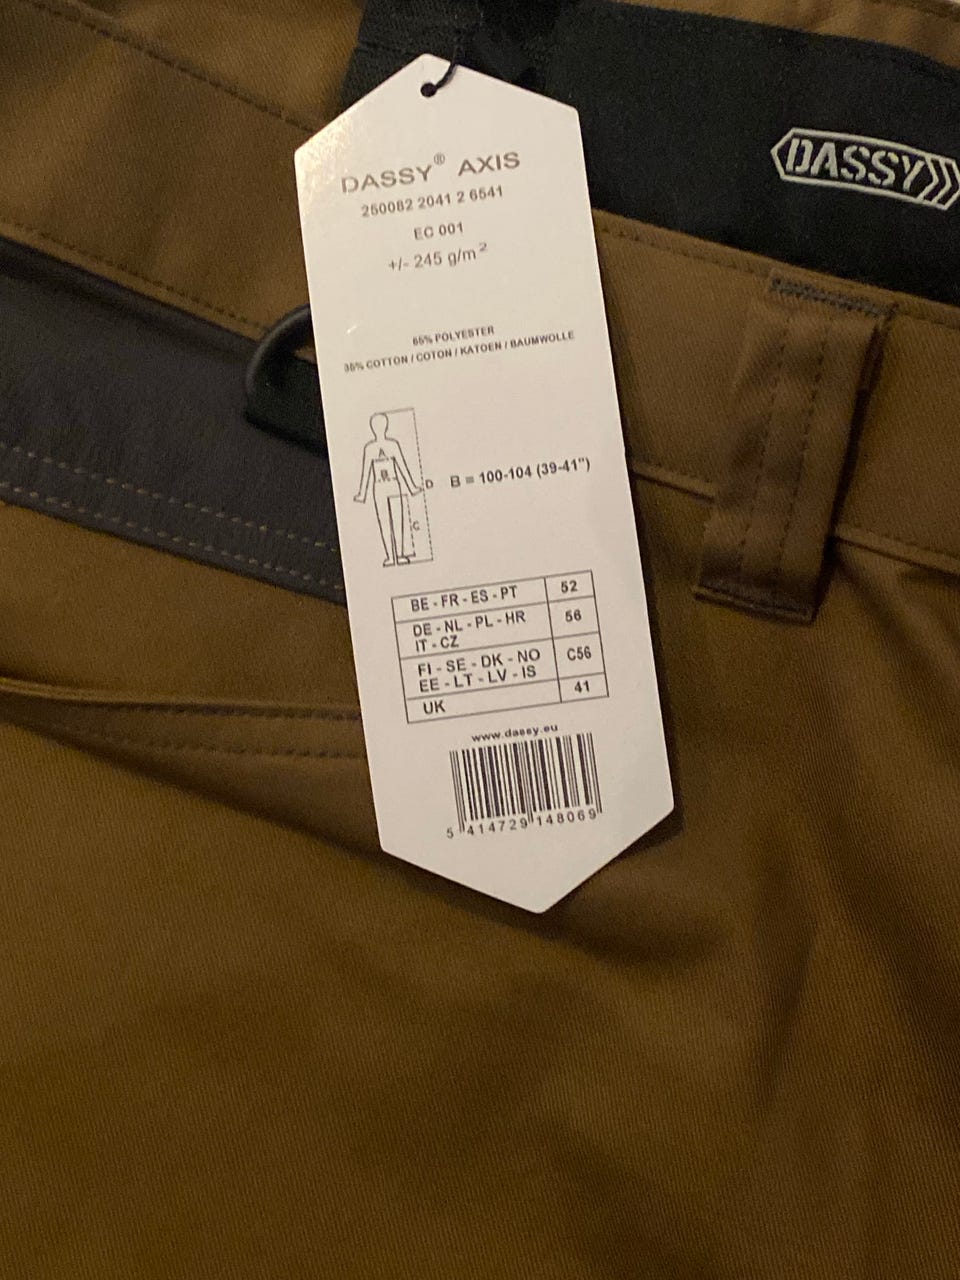 DASSY® AXIS
250082 2041 2 6541
EC 001
+/- 245 g/m²
65% POLYESTER
35% COTTON / COTON / KATOEN / BAUMWOLLE
A
B
D
C
B = 100-104 (39-41")
BE - FR - ES - PT 52
DE - NL - PL - HR
IT - CZ 56
FI - SE - DK - NO
EE - LT - LV - IS C56
UK 41
www.dassy.eu
5 414729 148069
DASSY